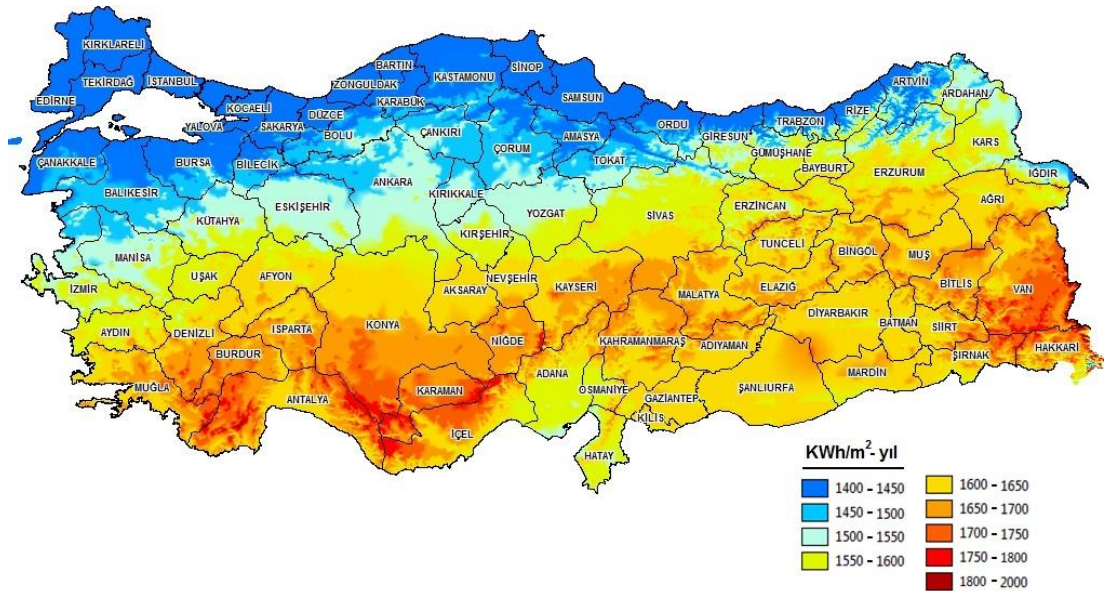 KIRKLARELİ
TEKİRDAĞ
İSTANBUL
EDİRNE
KOCAELİ
YALOVA
SAKARYA
DÜZCE
ZONGULDAK
BARTIN
KARABÜK
KASTAMONU
SİNOP
SAMSUN
BOLU
ÇANKIRI
ÇORUM
AMASYA
TOKAT
ORDU
GİRESUN
TRABZON
RİZE
ARTVİN
ARDAHAN
KARS
GÜMÜŞHANE
BAYBURT
ERZURUM
IĞDIR
AĞRI
ÇANAKKALE
BURSA
BİLECİK
BALIKESİR
KÜTAHYA
ESKİŞEHİR
ANKARA
KIRIKKALE
YOZGAT
KIRŞEHİR
SİVAS
ERZİNCAN
TUNCELİ
BİNGÖL
MUŞ
BİTLİS
VAN
MANİSA
UŞAK
AFYON
İZMİR
AYDIN
DENİZLİ
ISPARTA
BURDUR
MUĞLA
ANTALYA
KONYA
AKSARAY
NEVŞEHİR
KAYSERİ
NİĞDE
KARAMAN
İÇEL
ADANA
OSMANİYE
HATAY
KAHRAMANMARAŞ
MALATYA
ELAZIĞ
ADIYAMAN
GAZİANTEP
KİLİS
ŞANLIURFA
DİYARBAKIR
BATMAN
MARDİN
SİİRT
ŞIRNAK
HAKKARİ
KWh/m²- yıl
1400 - 1450
1450 - 1500
1500 - 1550
1550 - 1600
1600 - 1650
1650 - 1700
1700 - 1750
1750 - 1800
1800 - 2000